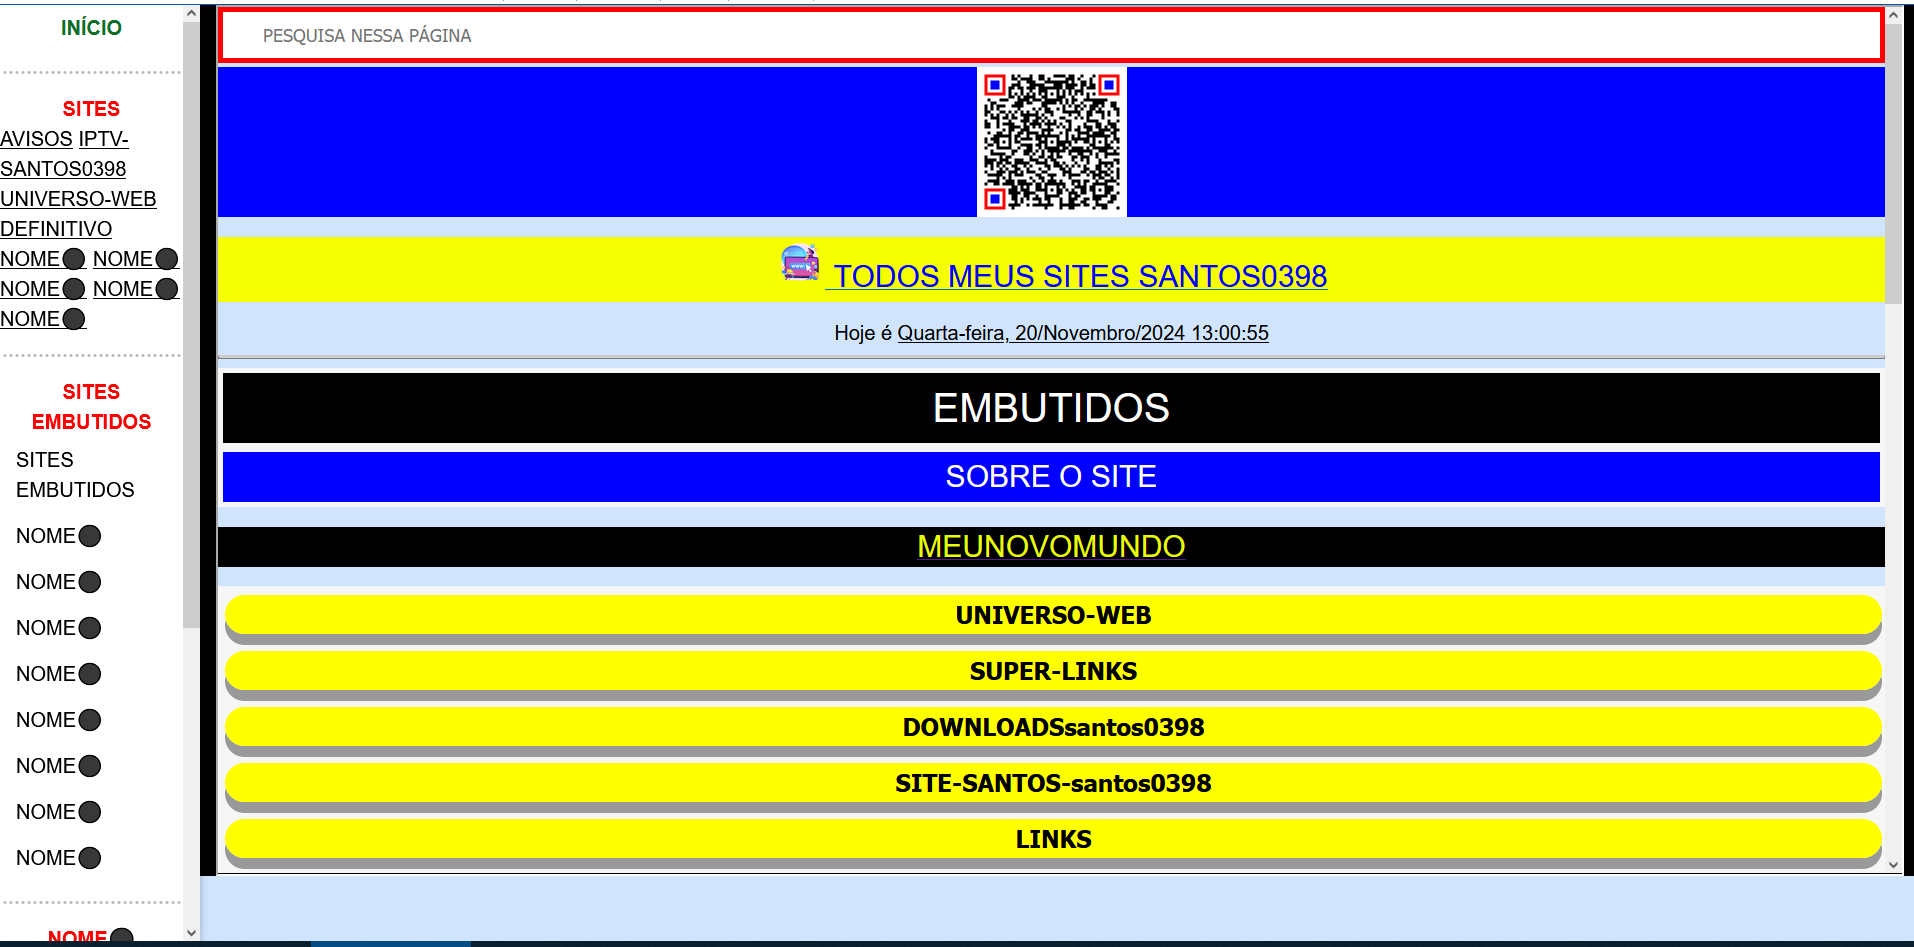 INÍCIO
SITES
AVISOS IPTV-
SANTOS0398
UNIVERSO-WEB
DEFINITIVO
NOME⚫ NOME⚫
NOME⚫ NOME⚫
NOME⚫
SITES
EMBUTIDOS
SITES
EMBUTIDOS
NOME⚫
NOME⚫
NOME⚫
NOME⚫
NOME⚫
NOME⚫
NOME⚫
NOME⚫
NOME⚫
PESQUISA NESSA PÁGINA
TODOS MEUS SITES SANTOS0398
Hoje é Quarta-feira, 20/Novembro/2024 13:00:55
EMBUTIDOS
SOBRE O SITE
MEUNOVOMUNDO
UNIVERSO-WEB
SUPER-LINKS
DOWNLOADSsantos0398
SITE-SANTOS-santos0398
LINKS